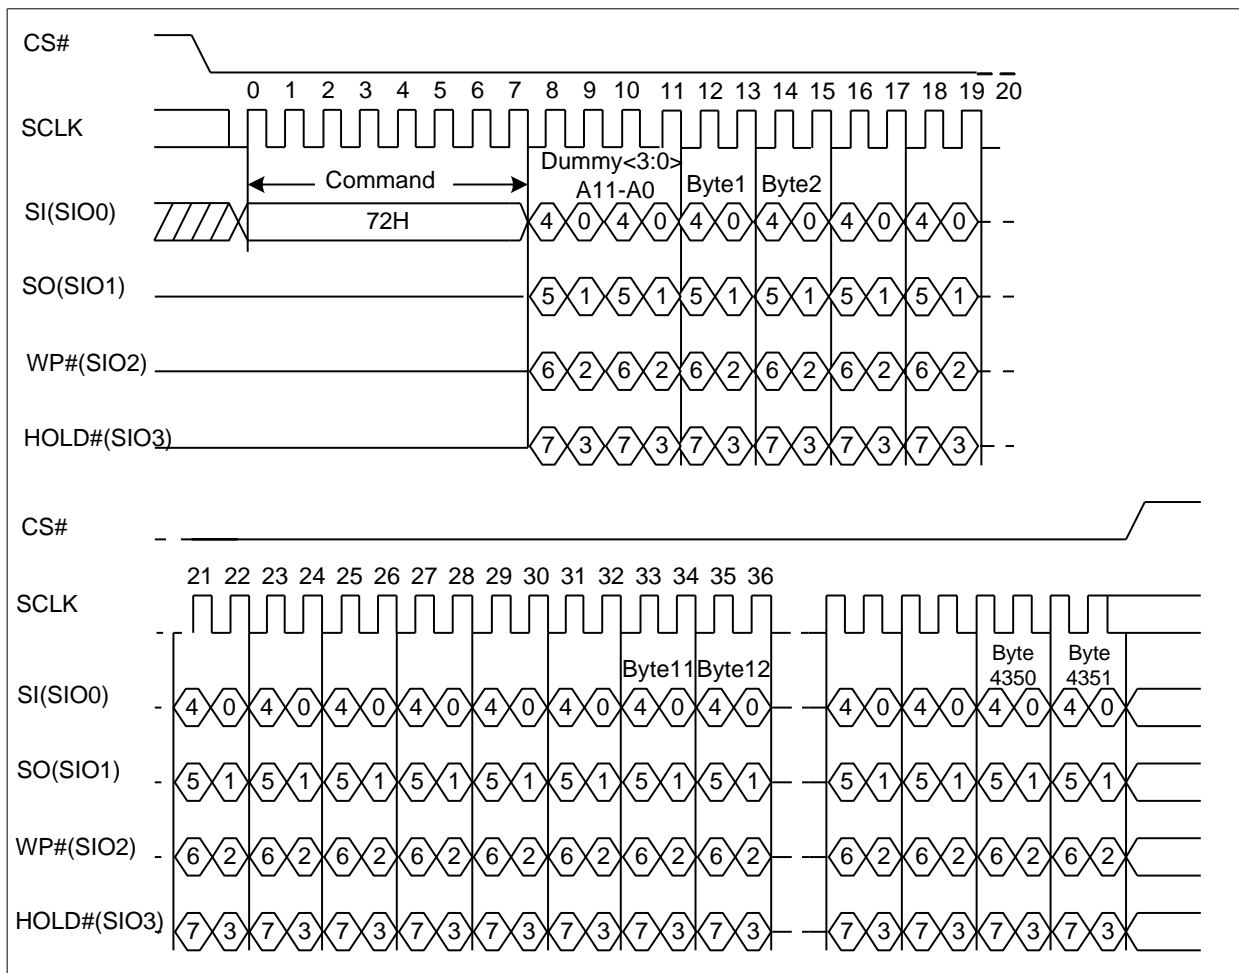 CS#
0 1 2 3 4 5 6 7 8 9 10 11 12 13 14 15 16 17 18 19 20
SCLK
Dummy<3:0>
Command A11-A0 Byte1 Byte2
SI(SIO0) 72H 4 0 4 0 4 0 4 0 4 0 4 0
SO(SIO1) 5 1 5 1 5 1 5 1 5 1 5 1
WP#(SIO2) 6 2 6 2 6 2 6 2 6 2 6 2
HOLD#(SIO3) 7 3 7 3 7 3 7 3 7 3 7 3
CS#
21 22 23 24 25 26 27 28 29 30 31 32 33 34 35 36
SCLK
Byte11 Byte12 Byte Byte
4350 4351
SI(SIO0) 4 0 4 0 4 0 4 0 4 0 4 0 4 0 4 0 4 0 4 0 4 0 4 0
SO(SIO1) 5 1 5 1 5 1 5 1 5 1 5 1 5 1 5 1 5 1 5 1 5 1 5 1
WP#(SIO2) 6 2 6 2 6 2 6 2 6 2 6 2 6 2 6 2 6 2 6 2 6 2 6 2
HOLD#(SIO3) 7 3 7 3 7 3 7 3 7 3 7 3 7 3 7 3 7 3 7 3 7 3 7 3